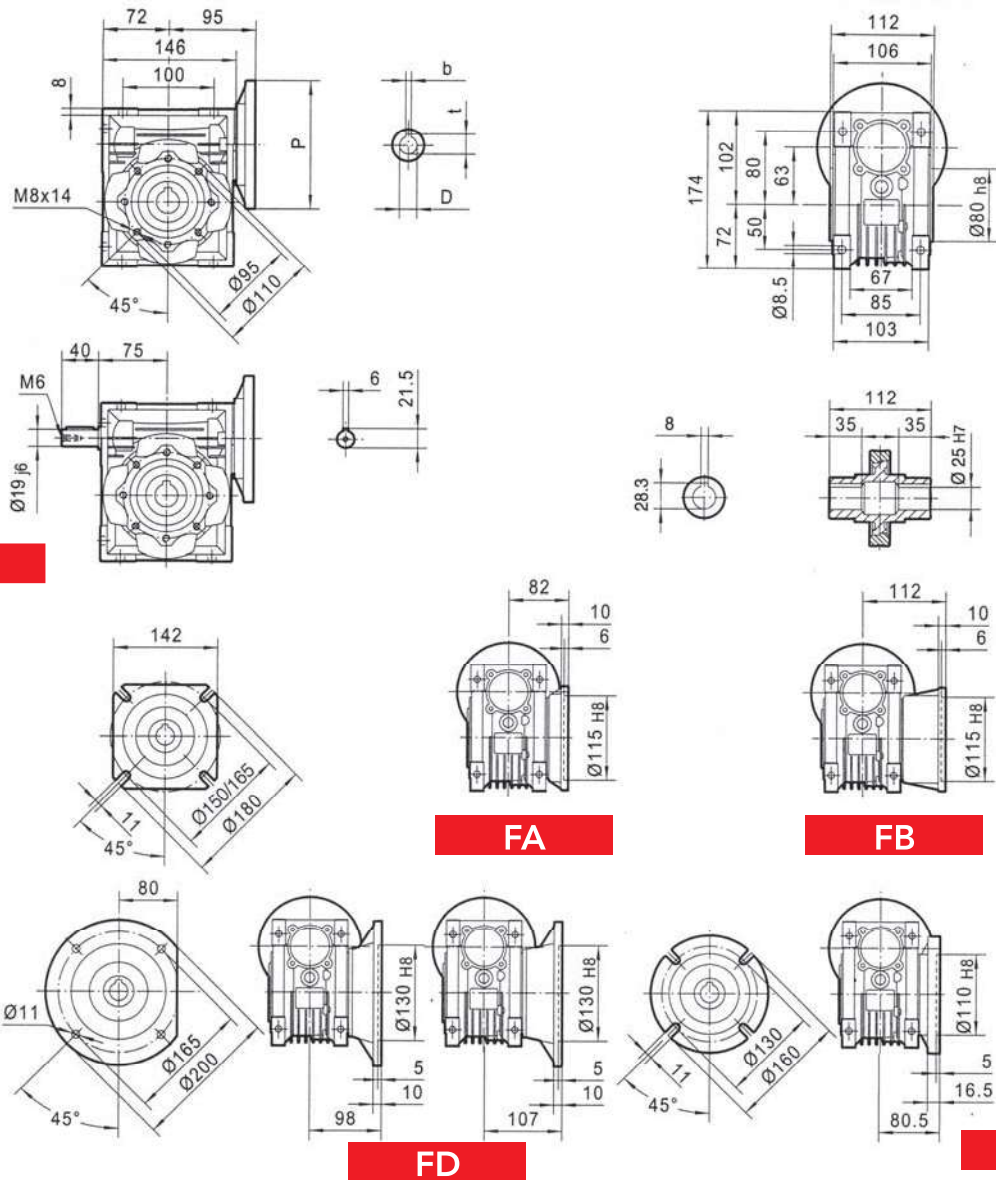 72 95
146
100
8
P
M8x14
Ø95
Ø110
45°
b
t
D
112
106
174
102
80
63
72
50
Ø80 h8
Ø8.5
67
85
103
40 75
M6
Ø19 j6
6
21.5
8
28.3
112
35 35
Ø 25 H7
142
Ø150/165
Ø180
11
45°
82
10
6
Ø115 H8
FA
112
10
6
Ø115 H8
FB
80
Ø11
Ø165
Ø200
45°
Ø130 H8
5
10
98
Ø130 H8
5
10
107
FD
Ø130
Ø160
11
45°
Ø110 H8
5
16.5
80.5